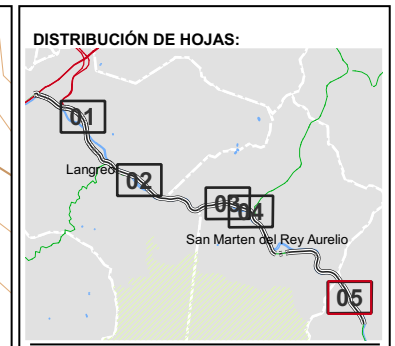 DISTRIBUCIÓN DE HOJAS:
01
Langreo
02
03
04
San Marten del Rey Aurelio
05